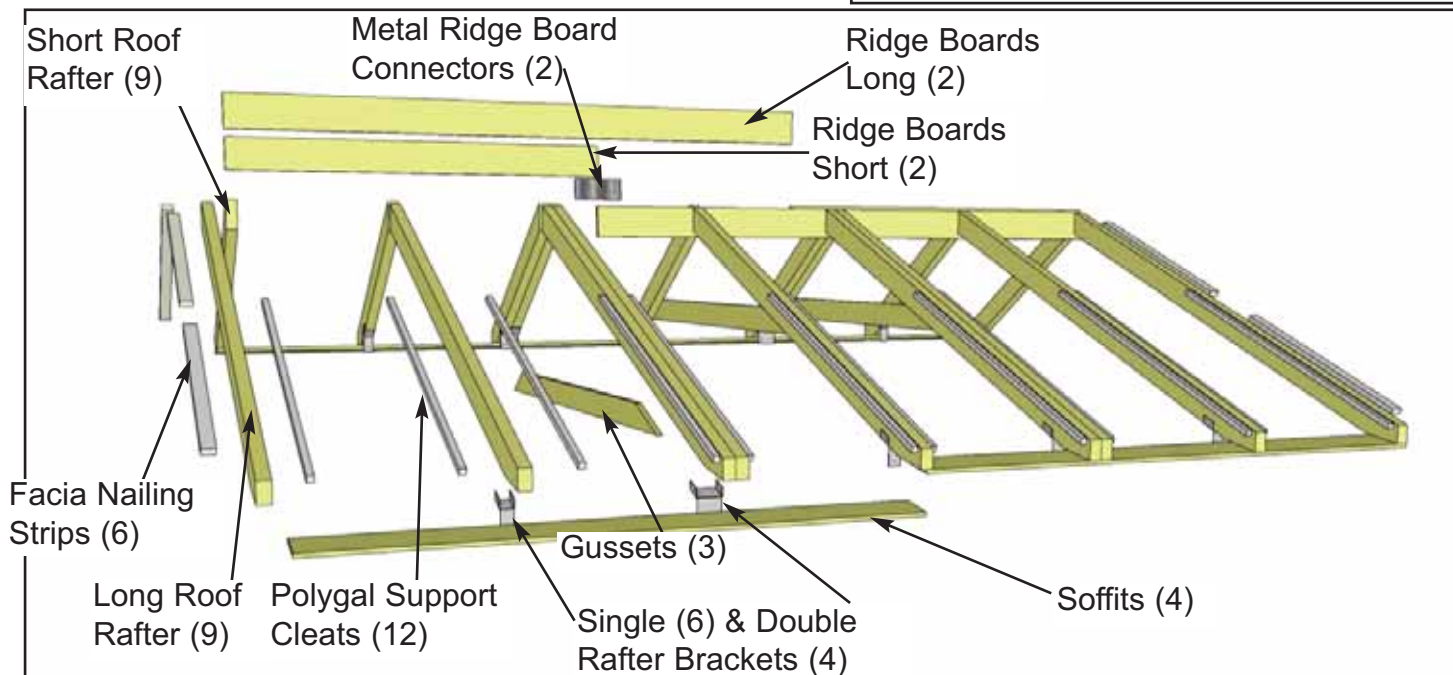 Short Roof
Rafter (9)
Metal Ridge Board
Connectors (2)
Ridge Boards
Long (2)
Ridge Boards
Short (2)
Facia Nailing
Strips (6)
Long Roof
Rafter (9)
Polygal Support
Cleats (12)
Gussets (3)
Single (6) & Double
Rafter Brackets (4)
Soffits (4)